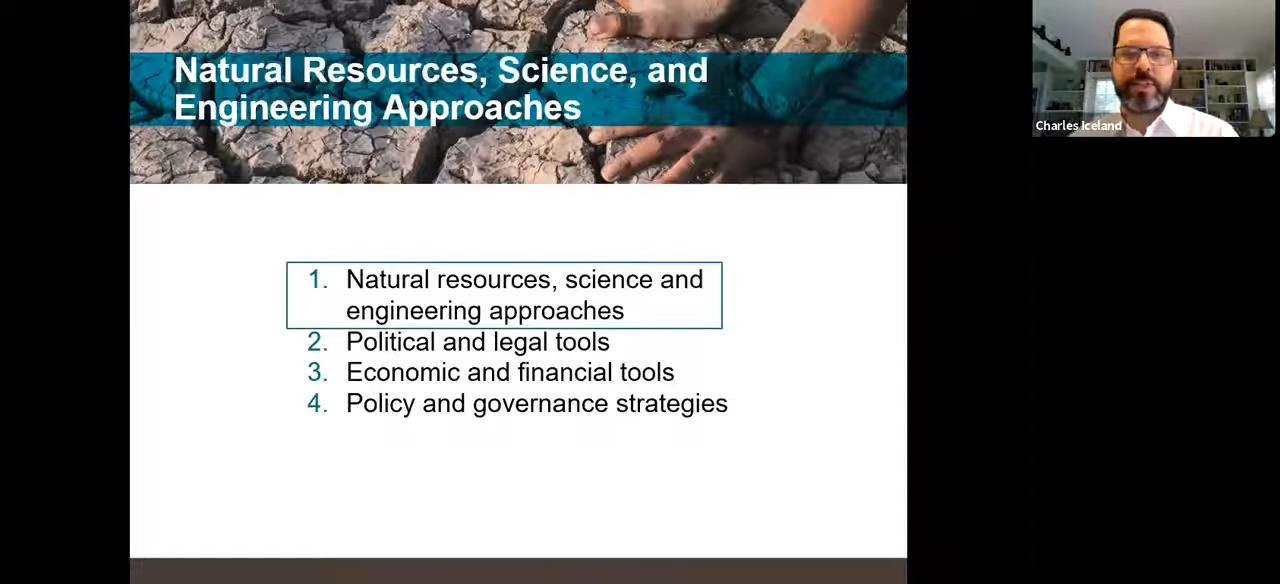 Natural Resources, Science, and
Engineering Approaches
Charles Iceland
1. Natural resources, science and
engineering approaches
2. Political and legal tools
3. Economic and financial tools
4. Policy and governance strategies